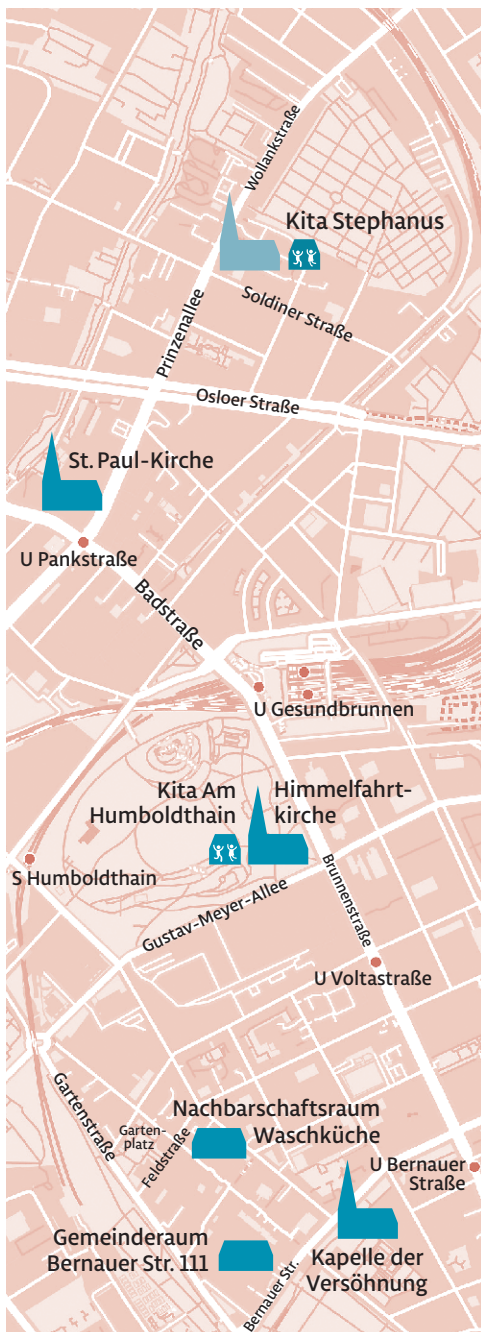 Wollankstraße
Kita Stephanus
Soldiner Straße
Prinzenallee
Osloer Straße
St. Paul-Kirche
U Pankstraße
Badstraße
U Gesundbrunnen
Kita Am
Humboldthain
Himmelfahrt-
kirche
S Humboldthain
Brunnenstraße
Gustav-Meyer-Allee
U Voltastraße
Gartenstraße
Garten-
platz
Feldstraße
Nachbarschaftsraum
Waschküche
U Bernauer
Straße
Gemeinderaum
Bernauer Str. 111
Bernauer Str.
Kapelle der
Versöhnung